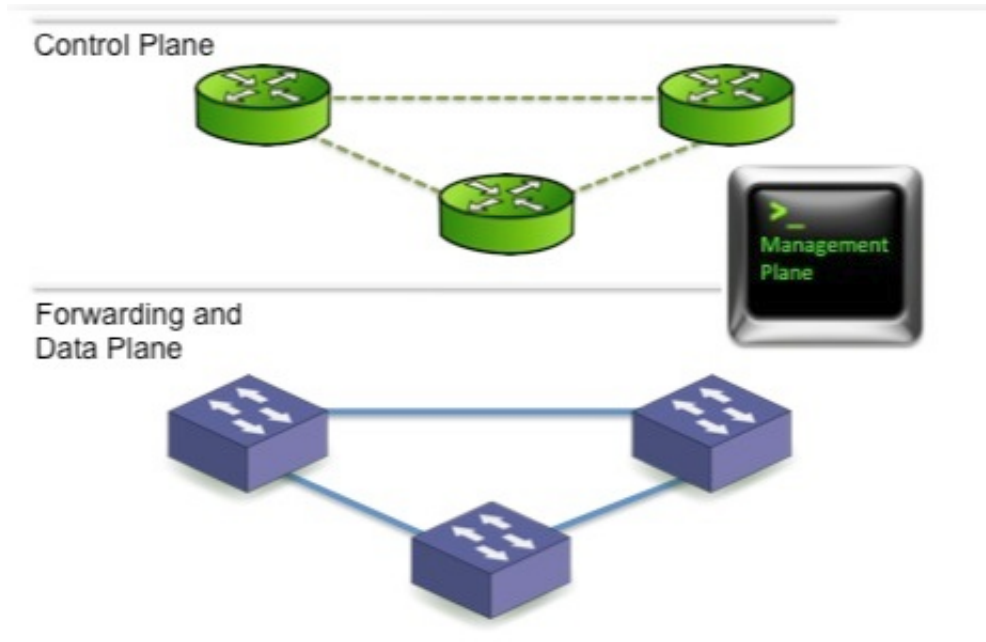 Control Plane
>_
Management
Plane
Forwarding and
Data Plane